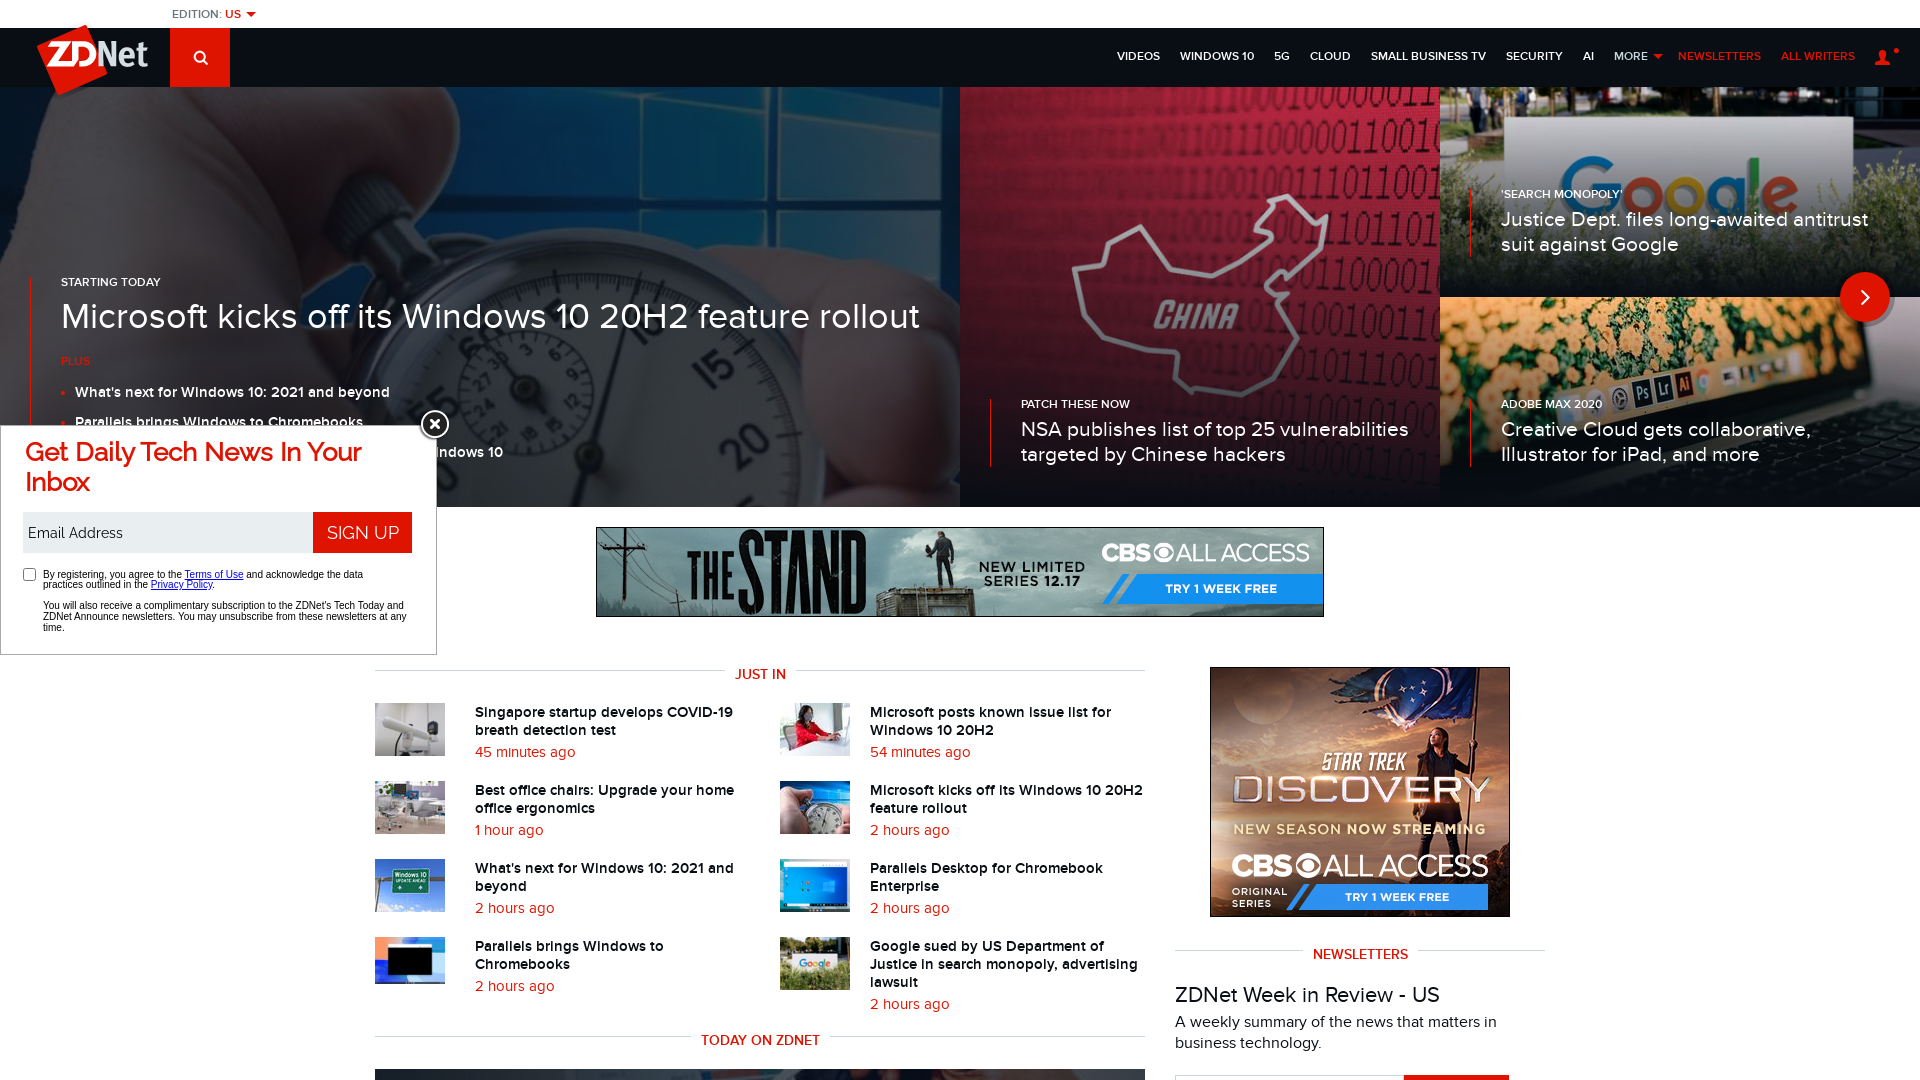 EDITION: US
ZDNet
VIDEOS WINDOWS 10 5G CLOUD SMALL BUSINESS TV SECURITY AI MORE NEWSLETTERS ALL WRITERS
STARTING TODAY
Microsoft kicks off its Windows 10 20H2 feature rollout
PLUS
What's next for Windows 10: 2021 and beyond
Parallels brings Windows to Chromebooks
indows 10
CHINA
PATCH THESE NOW
NSA publishes list of top 25 vulnerabilities
targeted by Chinese hackers
Google
'SEARCH MONOPOLY'
Justice Dept. files long-awaited antitrust
suit against Google
Ps Lr Ai
ADOBE MAX 2020
Creative Cloud gets collaborative,
Illustrator for iPad, and more
Get Daily Tech News In Your
Inbox
Email Address
SIGN UP
By registering, you agree to the Terms of Use and acknowledge the data
practices outlined in the Privacy Policy.
You will also receive a complimentary subscription to the ZDNet's Tech Today and
ZDNet Announce newsletters. You may unsubscribe from these newsletters at any
time.
THE STAND
NEW LIMITED
SERIES 12.17
CBS ALL ACCESS
TRY 1 WEEK FREE
JUST IN
Singapore startup develops COVID-19
breath detection test
45 minutes ago
Microsoft posts known issue list for
Windows 10 20H2
54 minutes ago
Best office chairs: Upgrade your home
office ergonomics
1 hour ago
Microsoft kicks off its Windows 10 20H2
feature rollout
2 hours ago
Windows 10
UPDATE AHEAD
What's next for Windows 10: 2021 and
beyond
2 hours ago
Parallels Desktop for Chromebook
Enterprise
2 hours ago
Parallels brings Windows to
Chromebooks
2 hours ago
Google
Google sued by US Department of
Justice in search monopoly, advertising
lawsuit
2 hours ago
TODAY ON ZDNET
STAR TREK
DISCOVERY
NEW SEASON NOW STREAMING
CBS ALL ACCESS
ORIGINAL
SERIES
TRY 1 WEEK FREE
NEWSLETTERS
ZDNet Week in Review - US
A weekly summary of the news that matters in
business technology.